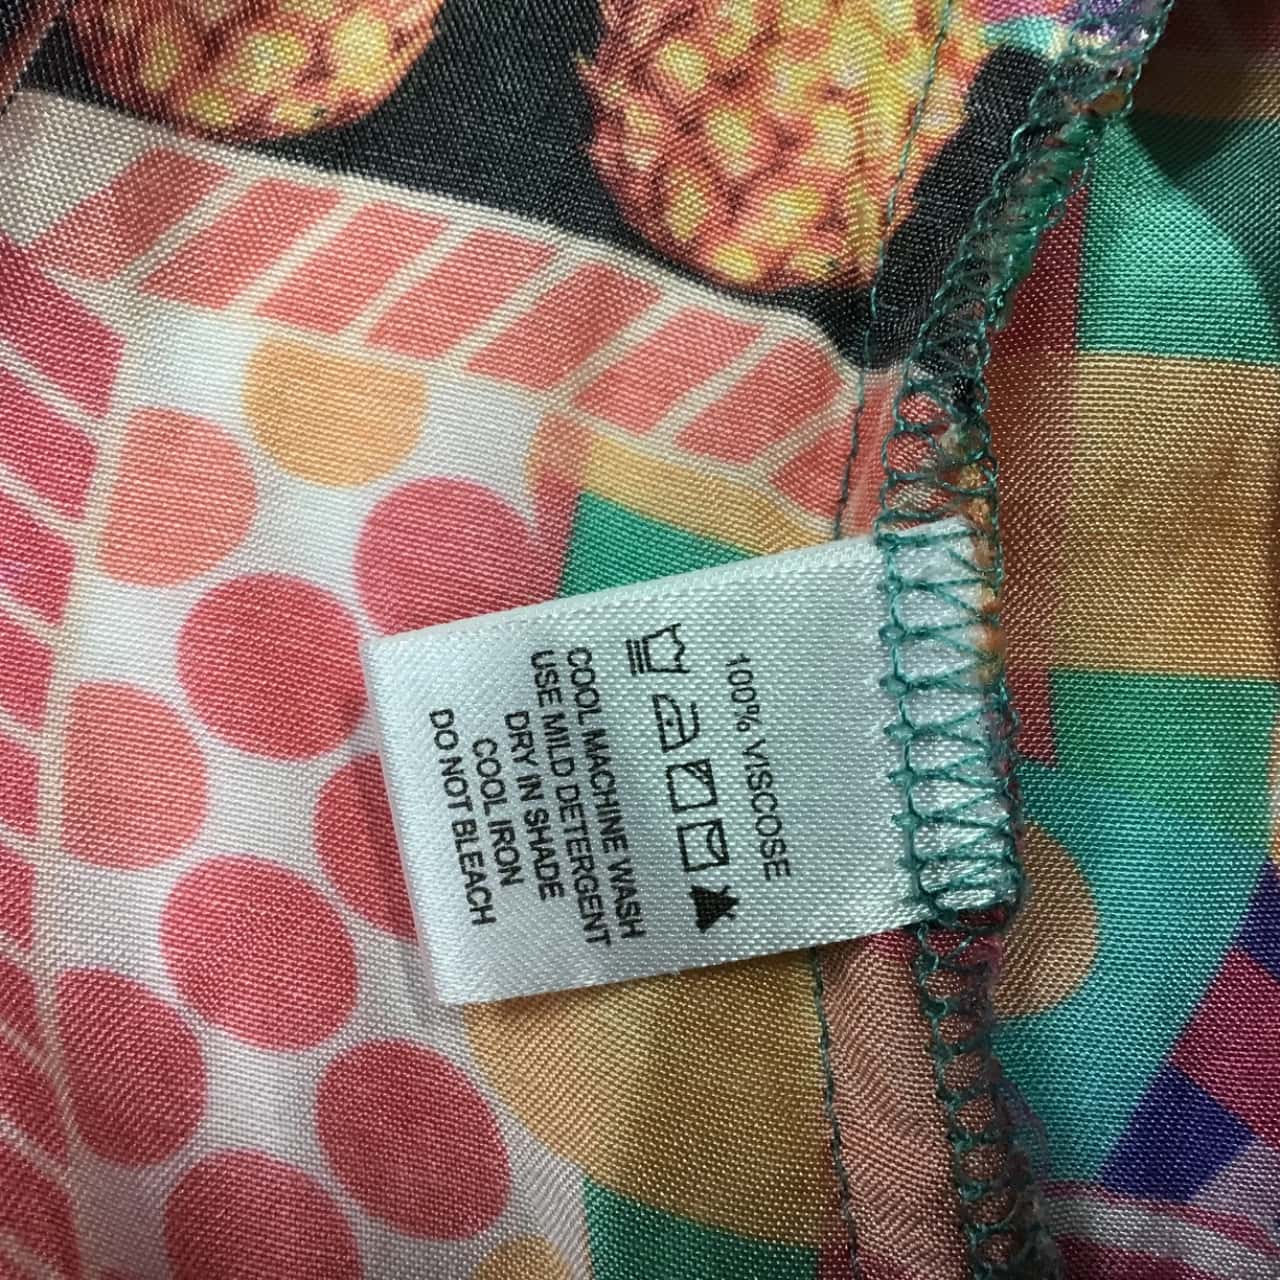 100% VISCOSE
COOL MACHINE WASH
USE MILD DETERGENT
DRY IN SHADE
COOL IRON
DO NOT BLEACH